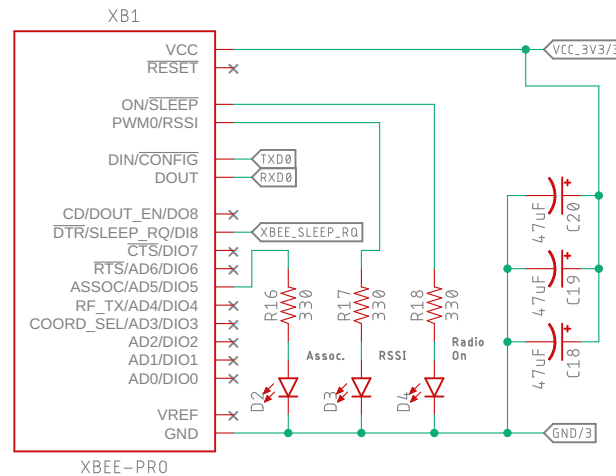 XB1
VCC
VCC_3V3/3
RESET
ON/SLEEP
PWM0/RSSI
DIN/CONFIG
TXD0
DOUT
RXD0
CD/DOUT_EN/DO8
DTR/SLEEP_RQ/DI8
XBEE_SLEEP_RQ
CTS/DIO7
RTS/AD6/DIO6
ASSOC/AD5/DIO5
RF_TX/AD4/DIO4
COORD_SEL/AD3/DIO3
AD2/DIO2
AD1/DIO1
AD0/DIO0
VREF
GND
GND/3
XBEE-PRO
R16
330
R17
330
R18
330
Assoc.
RSSI
Radio
On
D2
D3
D4
47uF
C20
47uF
C19
47uF
C18
+
+
+